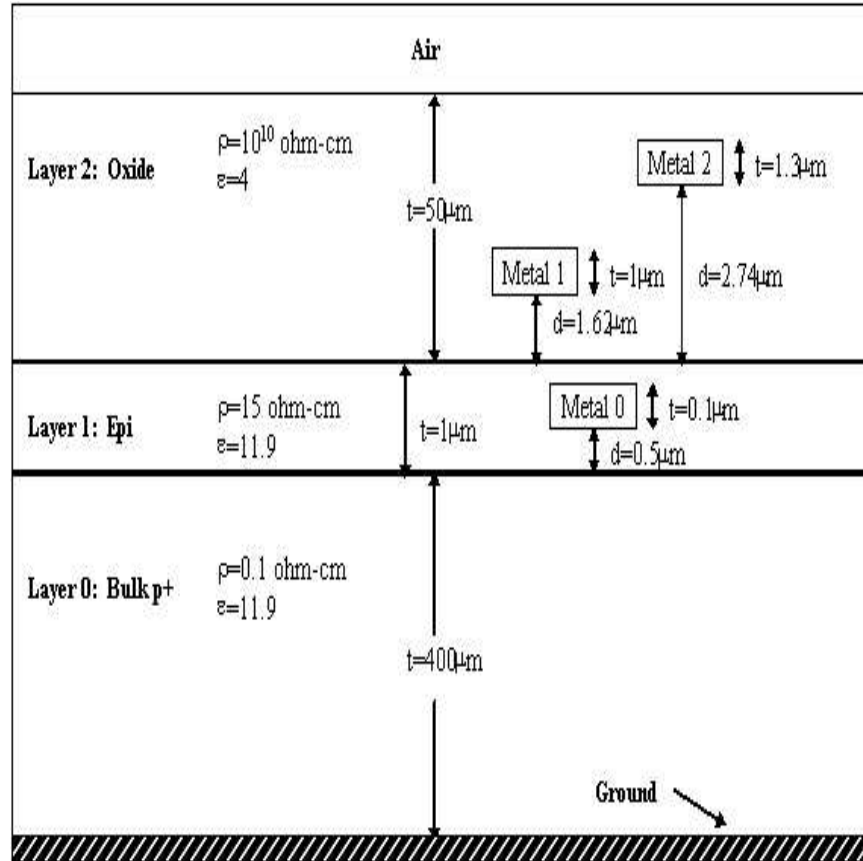 Air
Layer 2: Oxide
ρ=10¹⁰ ohm-cm
ε=4
t=50μm
Metal 2
t=1.3μm
Metal 1
t=1μm
d=2.74μm
d=1.62μm
Layer 1: Epi
ρ=15 ohm-cm
ε=11.9
t=1μm
Metal 0
t=0.1μm
d=0.5μm
Layer 0: Bulk p+
ρ=0.1 ohm-cm
ε=11.9
t=400μm
Ground